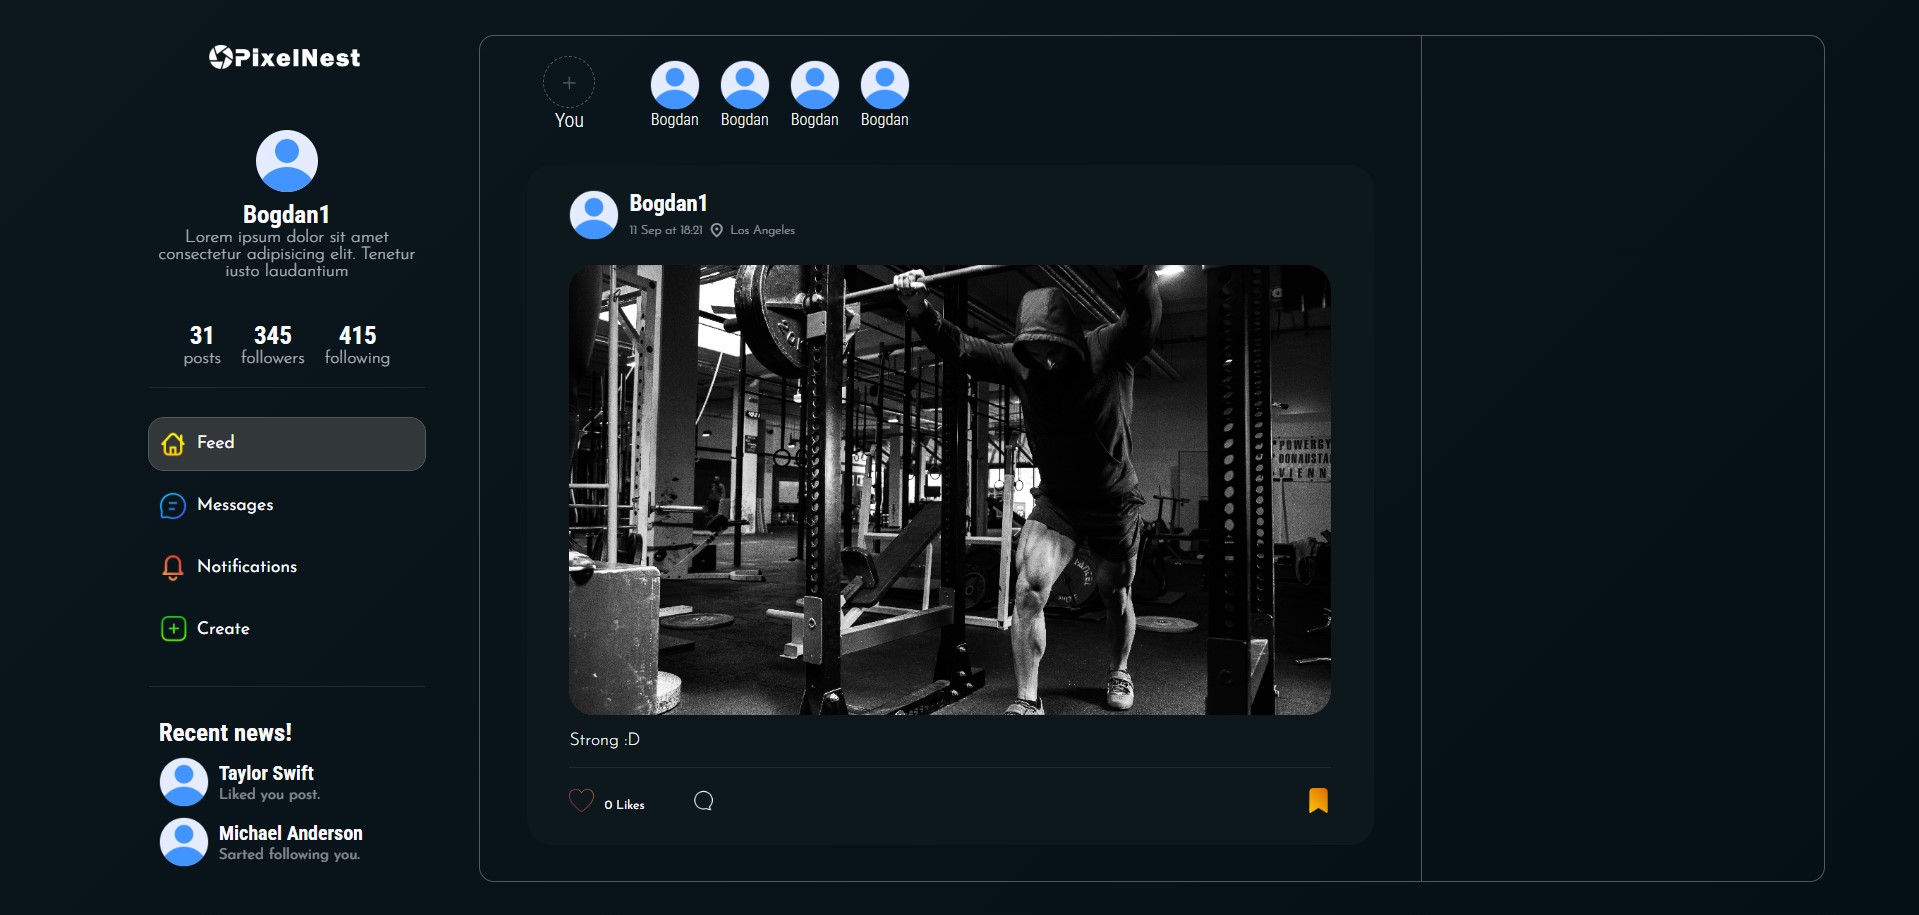 PixelNest
Bogdan1
Lorem ipsum dolor sit amet
consectetur adipisicing elit. Tenetur
iusto laudantium
31 345 415
posts followers following
Feed
Messages
Notifications
Create
Recent news!
Taylor Swift
Liked you post.
Michael Anderson
Sarted following you.
You Bogdan Bogdan Bogdan Bogdan
Bogdan1
11 Sep at 18:21 Los Angeles
POWERGY
DONAUSTA
VIENN
Strong :D
0 Likes